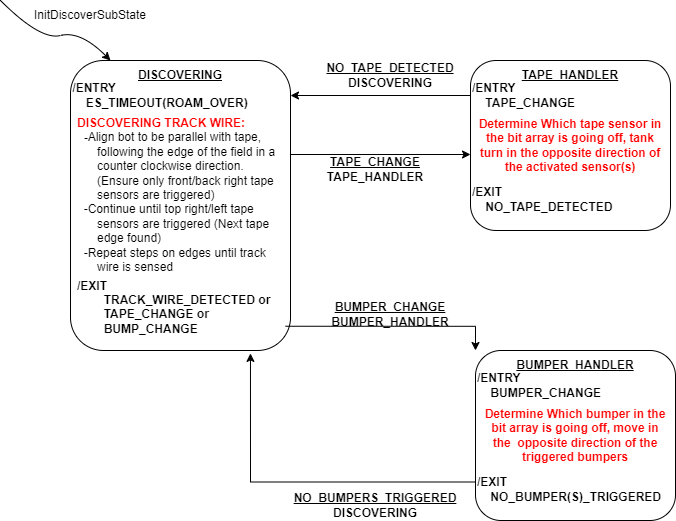 InitDiscoverSubState
DISCOVERING
/ENTRY
ES_TIMEOUT(ROAM_OVER)
DISCOVERING TRACK WIRE:
-Align bot to be parallel with tape,
following the edge of the field in a
counter clockwise direction.
(Ensure only front/back right tape
sensors are triggered)
-Continue until top right/left tape
sensors are triggered (Next tape
edge found)
-Repeat steps on edges until track
wire is sensed
/EXIT
TRACK_WIRE_DETECTED or
TAPE_CHANGE or
BUMP_CHANGE
NO_TAPE_DETECTED
DISCOVERING
TAPE_CHANGE
TAPE_HANDLER
TAPE_HANDLER
/ENTRY
TAPE_CHANGE
Determine Which tape sensor in
the bit array is going off, tank
turn in the opposite direction of
the activated sensor(s)
/EXIT
NO_TAPE_DETECTED
BUMPER_CHANGE
BUMPER_HANDLER
BUMPER_HANDLER
/ENTRY
BUMPER_CHANGE
Determine Which bumper in the
bit array is going off, move in
the opposite direction of the
triggered bumpers
/EXIT
NO_BUMPER(S)_TRIGGERED
NO_BUMPERS_TRIGGERED
DISCOVERING